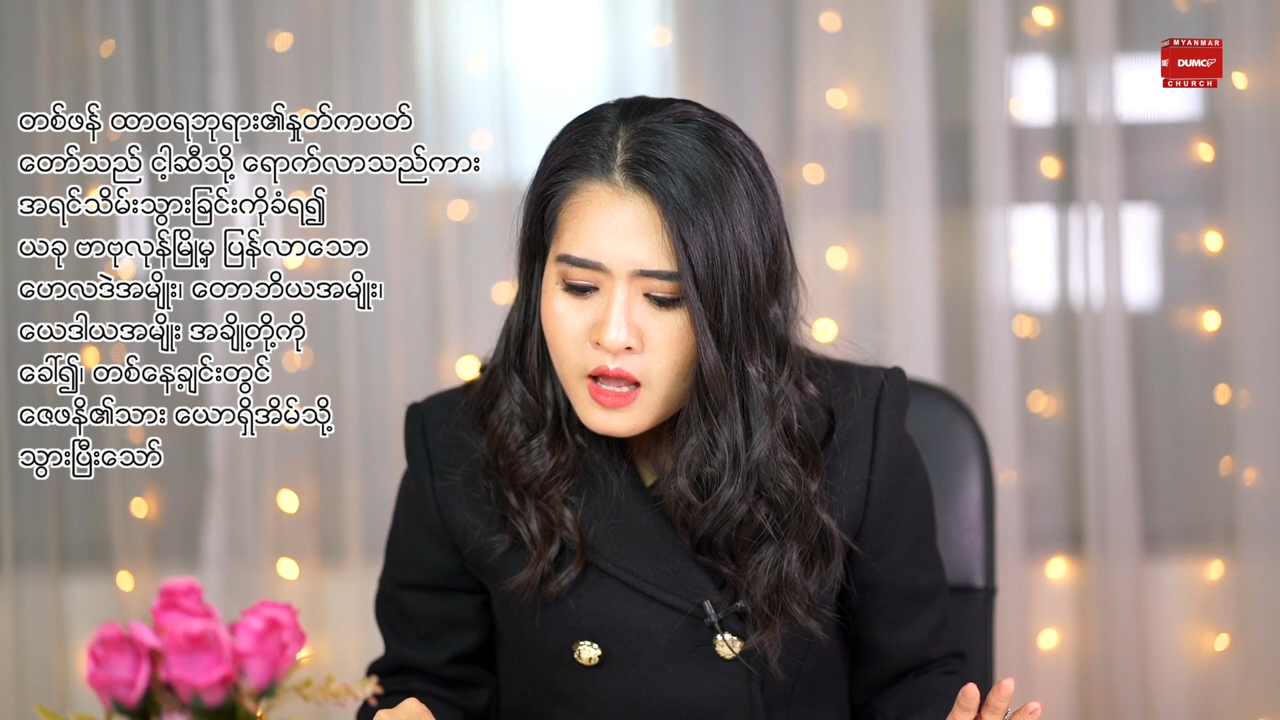 တစ်ဖန် ထာဝရဘုရား၏နှုတ်ကပတ်
တော်သည် ငါ့ဆီသို့ ရောက်လာသည်ကား
အရင်သိမ်းသွားခြင်းကိုခံရ၍
ယခု ဗာဗုလုန်မြို့မှ ပြန်လာသော
ဟေလဒဲအမျိုး၊ တောဘိယအမျိုး၊
ယေဒါယအမျိုး အချို့တို့ကို
ခေါ်၍၊ တစ်နေ့ချင်းတွင်
ဇေဖနိ၏သား ယောရှိအိမ်သို့
သွားပြီးသော်
MYANMAR
DUMC
CHURCH